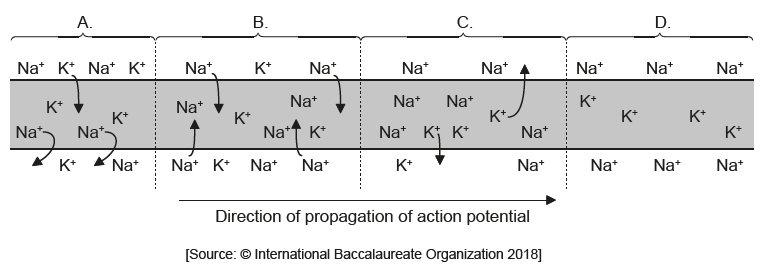 A. B. C. D.
Na⁺ K⁺ Na⁺ K⁺ Na⁺ K⁺ Na⁺ Na⁺ Na⁺ Na⁺ Na⁺ Na⁺
K⁺ K⁺ Na⁺ K⁺ Na⁺ Na⁺ Na⁺ K⁺ K⁺ K⁺ K⁺
Na⁺ Na⁺ Na⁺ K⁺ Na⁺ K⁺ K⁺ Na⁺ K⁺
K⁺ Na⁺ Na⁺ K⁺ Na⁺ Na⁺ K⁺ Na⁺ Na⁺ Na⁺ Na⁺
Direction of propagation of action potential
[Source: © International Baccalaureate Organization 2018]